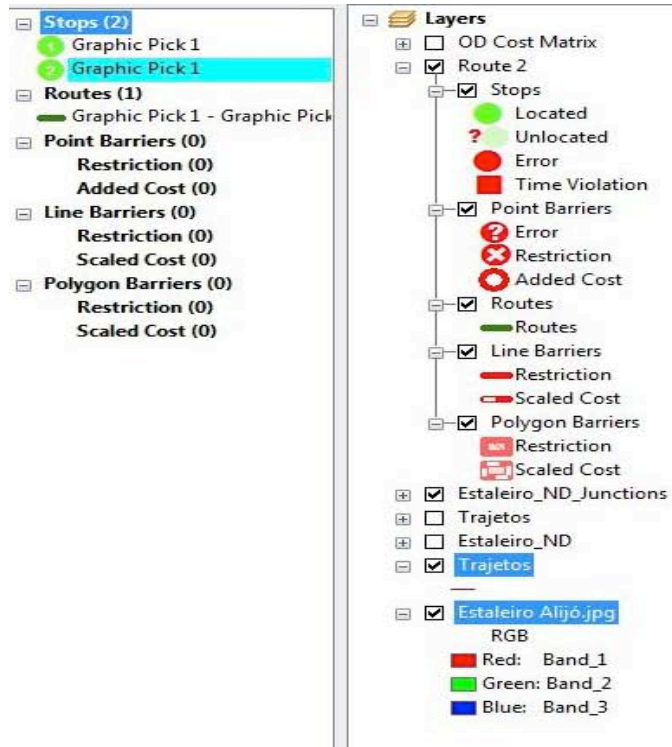 Stops (2)
1 Graphic Pick 1
2 Graphic Pick 1
Routes (1)
Graphic Pick 1 - Graphic Pick
Point Barriers (0)
Restriction (0)
Added Cost (0)
Line Barriers (0)
Restriction (0)
Scaled Cost (0)
Polygon Barriers (0)
Restriction (0)
Scaled Cost (0)
Layers
OD Cost Matrix
Route 2
Stops
Located
? Unlocated
Error
Time Violation
Point Barriers
? Error
Restriction
Added Cost
Routes
Routes
Line Barriers
Restriction
Scaled Cost
Polygon Barriers
Restriction
Scaled Cost
Estaleiro_ND_Junctions
Trajetos
Estaleiro_ND
Trajetos
Estaleiro Alijó.jpg
RGB
Red: Band_1
Green: Band_2
Blue: Band_3